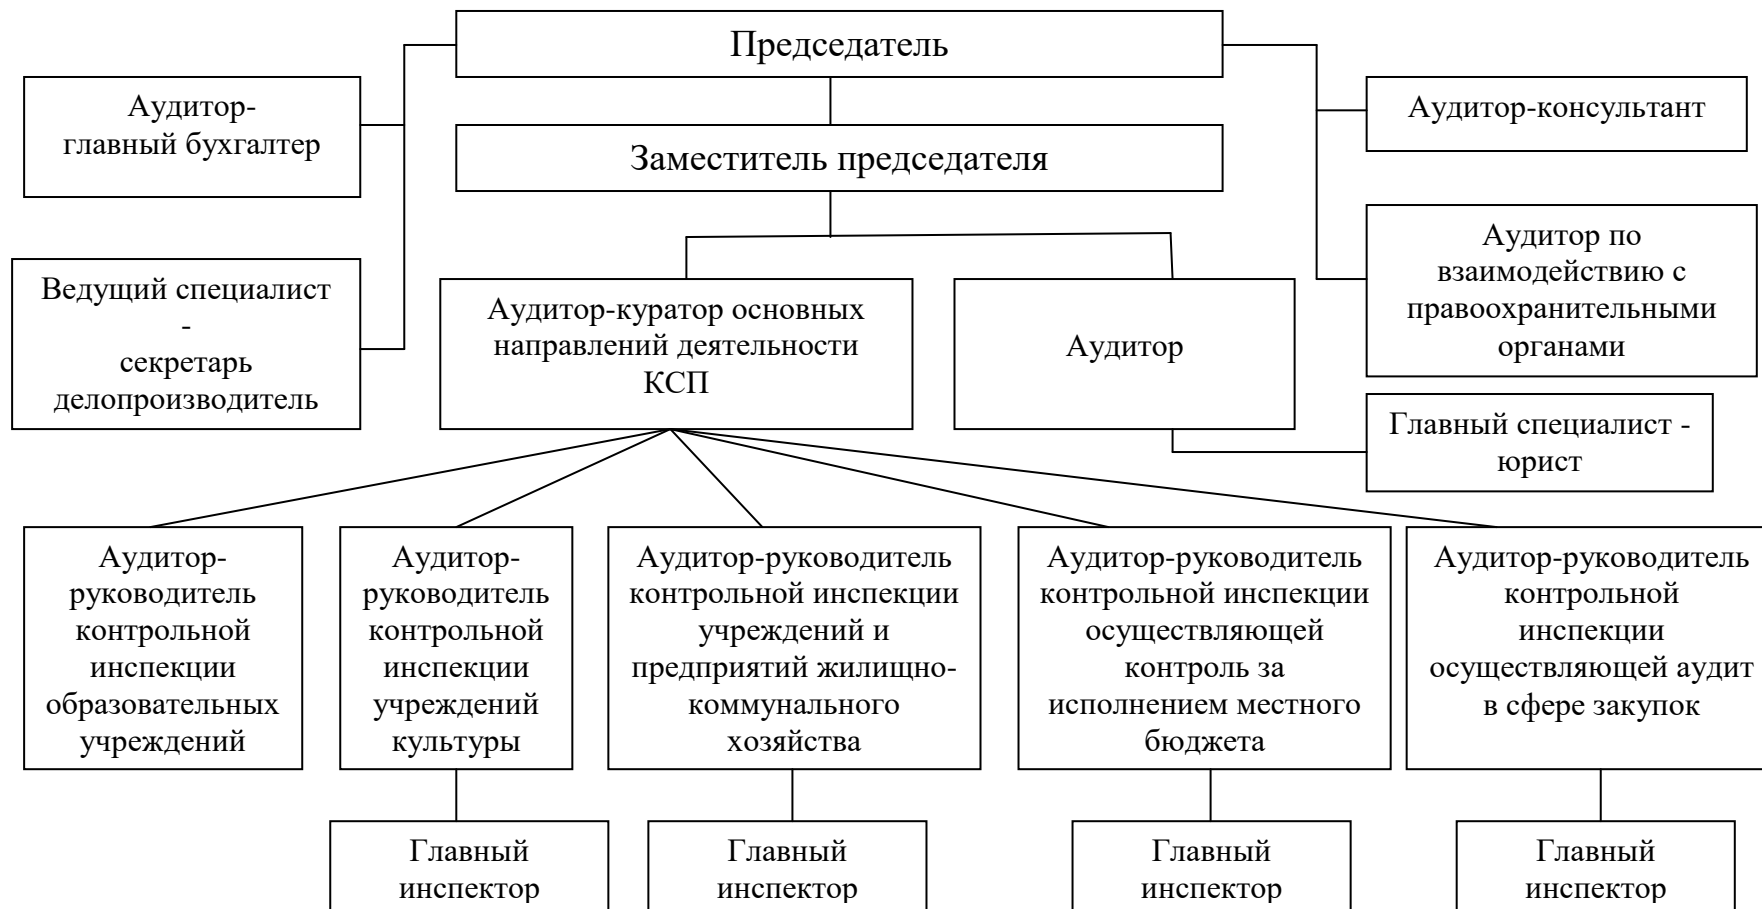 Председатель
Аудитор-
главный бухгалтер
Аудитор-консультант
Заместитель председателя
Аудитор по
взаимодействию с
правоохранительными
органами
Ведущий специалист
-
секретарь
делопроизводитель
Аудитор-куратор основных
направлений деятельности
КСП
Аудитор
Главный специалист -
юрист
Аудитор-
руководитель
контрольной
инспекции
образовательных
учреждений
Аудитор-
руководитель
контрольной
инспекции
учреждений
культуры
Аудитор-руководитель
контрольной инспекции
учреждений и
предприятий жилищно-
коммунального
хозяйства
Аудитор-руководитель
контрольной инспекции
осуществляющей
контроль за
исполнением местного
бюджета
Аудитор-руководитель
контрольной
инспекции
осуществляющей аудит
в сфере закупок
Главный
инспектор
Главный
инспектор
Главный
инспектор
Главный
инспектор